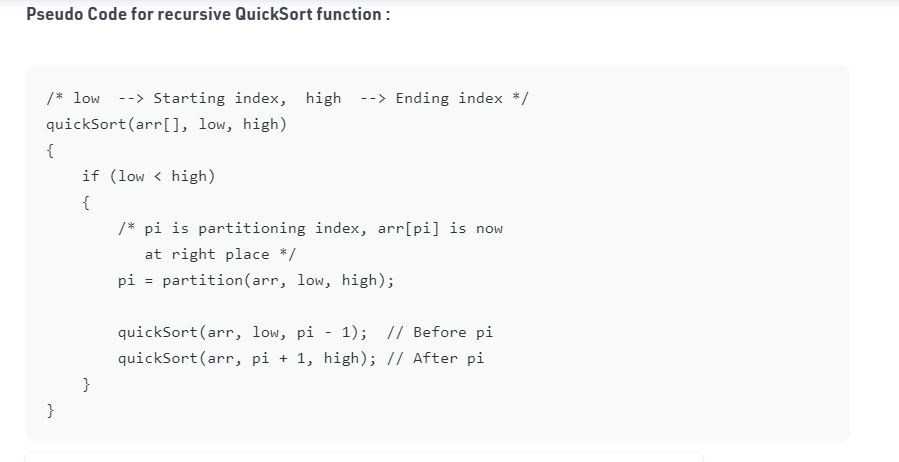 Pseudo Code for recursive QuickSort function :
/* low  --> Starting index,  high  --> Ending index */
quickSort(arr[], low, high)
{
    if (low < high)
    {
        /* pi is partitioning index, arr[pi] is now
           at right place */
        pi = partition(arr, low, high);
        quickSort(arr, low, pi - 1);  // Before pi
        quickSort(arr, pi + 1, high); // After pi
    }
}